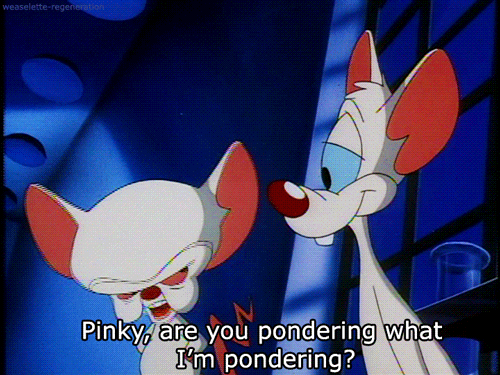 weaselette-regeneration
Pinky, are you pondering what
I'm pondering?